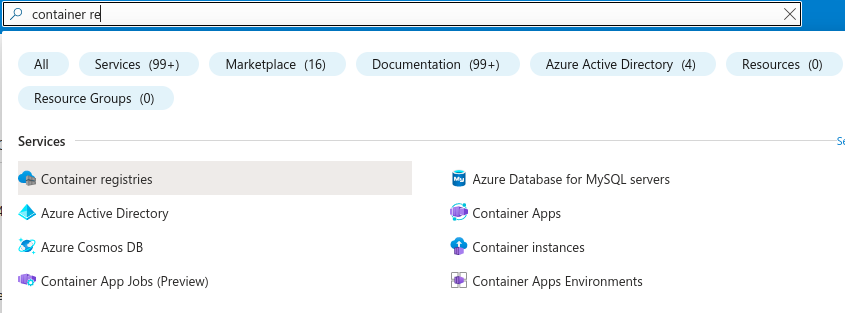 container re
All
Services (99+)
Marketplace (16)
Documentation (99+)
Azure Active Directory (4)
Resources (0)
Resource Groups (0)
Services
Se
Container registries
Azure Database for MySQL servers
Azure Active Directory
Container Apps
Azure Cosmos DB
Container instances
Container App Jobs (Preview)
Container Apps Environments